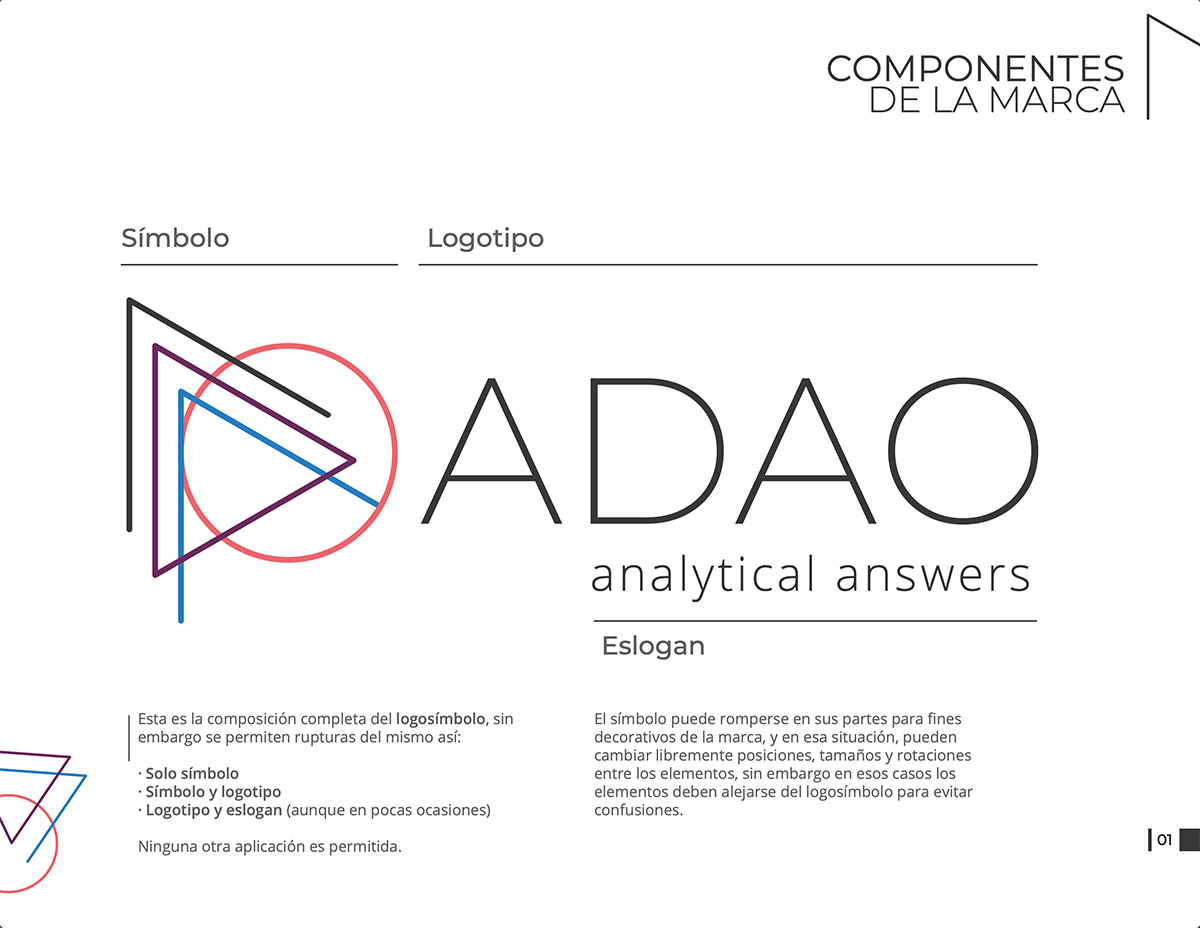 COMPONENTES
DE LA MARCA
Símbolo
Logotipo
ADAO
analytical answers
Eslogan
Esta es la composición completa del logosímbolo, sin
embargo se permiten rupturas del mismo así:
· Solo símbolo
· Símbolo y logotipo
· Logotipo y eslogan (aunque en pocas ocasiones)
Ninguna otra aplicación es permitida.
El símbolo puede romperse en sus partes para fines
decorativos de la marca, y en esa situación, pueden
cambiar libremente posiciones, tamaños y rotaciones
entre los elementos, sin embargo en esos casos los
elementos deben alejarse del logosímbolo para evitar
confusiones.
01